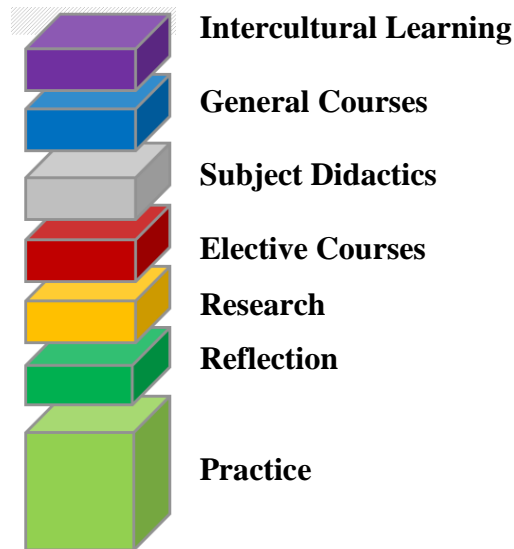 Intercultural Learning
General Courses
Subject Didactics
Elective Courses
Research
Reflection
Practice